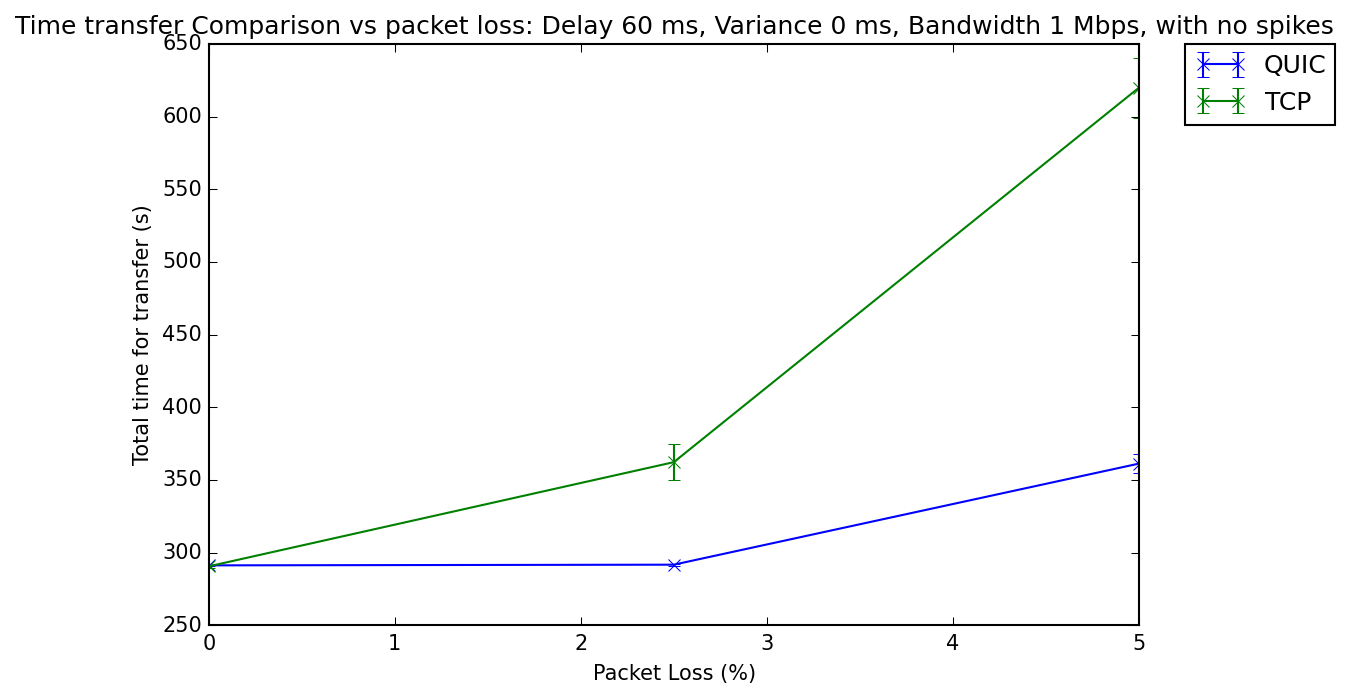 Time transfer Comparison vs packet loss: Delay 60 ms, Variance 0 ms, Bandwidth 1 Mbps, with no spikes
QUIC
TCP
Total time for transfer (s)
650
600
550
500
450
400
350
300
250
0 1 2 3 4 5
Packet Loss (%)